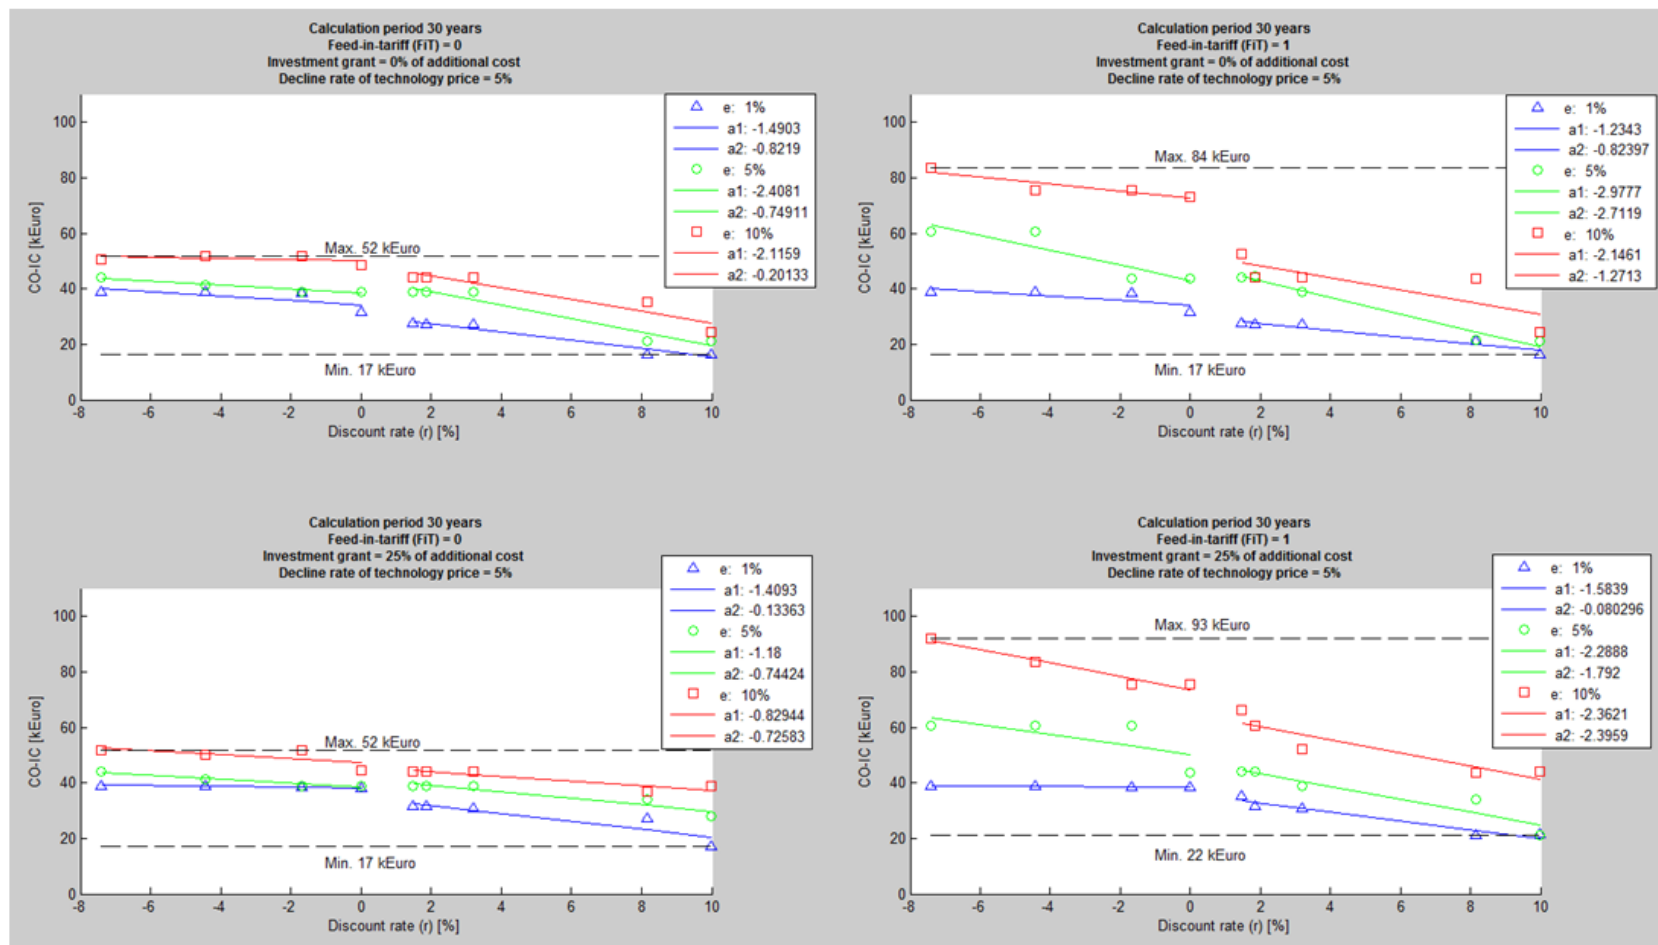 Calculation period 30 years
Feed-in-tariff (FiT) = 0
Investment grant = 0% of additional cost
Decline rate of technology price = 5%
CO-IC [kEuro]
100
80
60
40
20
0
Max. 52 kEuro
Min. 17 kEuro
-8 -6 -4 -2 0 2 4 6 8 10
Discount rate (r) [%]
e: 1%
a1: -1.4903
a2: -0.8219
e: 5%
a1: -2.4081
a2: -0.74911
e: 10%
a1: -2.1159
a2: -0.20133
Calculation period 30 years
Feed-in-tariff (FiT) = 1
Investment grant = 0% of additional cost
Decline rate of technology price = 5%
CO-IC [kEuro]
100
80
60
40
20
0
Max. 84 kEuro
Min. 17 kEuro
-8 -6 -4 -2 0 2 4 6 8 10
Discount rate (r) [%]
e: 1%
a1: -1.2343
a2: -0.82397
e: 5%
a1: -2.9777
a2: -2.7119
e: 10%
a1: -2.1461
a2: -1.2713
Calculation period 30 years
Feed-in-tariff (FiT) = 0
Investment grant = 25% of additional cost
Decline rate of technology price = 5%
CO-IC [kEuro]
100
80
60
40
20
0
Max. 52 kEuro
Min. 17 kEuro
-8 -6 -4 -2 0 2 4 6 8 10
Discount rate (r) [%]
e: 1%
a1: -1.4093
a2: -0.13363
e: 5%
a1: -1.18
a2: -0.74424
e: 10%
a1: -0.82944
a2: -0.72583
Calculation period 30 years
Feed-in-tariff (FiT) = 1
Investment grant = 25% of additional cost
Decline rate of technology price = 5%
CO-IC [kEuro]
100
80
60
40
20
0
Max. 93 kEuro
Min. 22 kEuro
-8 -6 -4 -2 0 2 4 6 8 10
Discount rate (r) [%]
e: 1%
a1: -1.5839
a2: -0.080296
e: 5%
a1: -2.2888
a2: -1.792
e: 10%
a1: -2.3621
a2: -2.3959